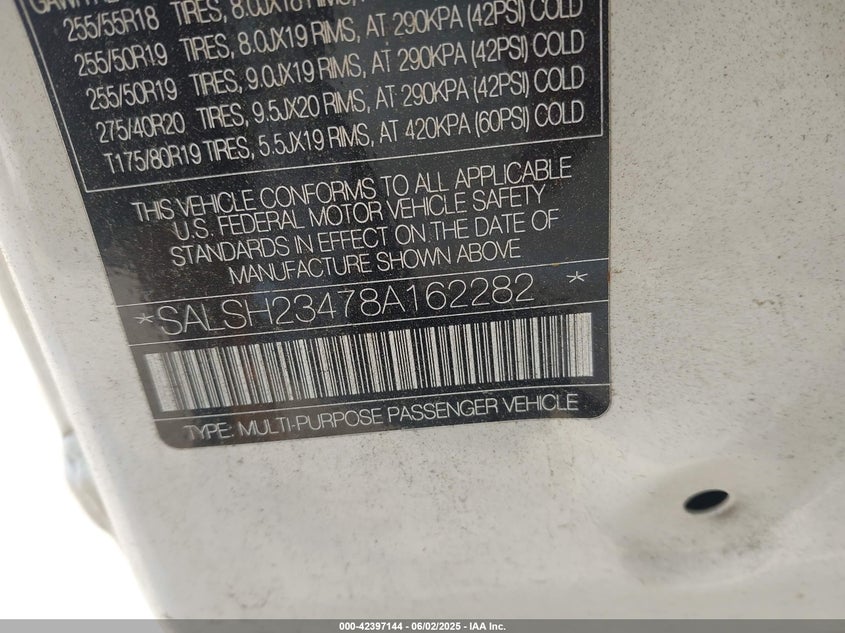 255/55R18 TIRES, 8.0JX18 RIMS,
255/50R19 TIRES, 8.0JX19 RIMS, AT 290KPA (42PSI) COLD
255/50R19 TIRES, 9.0JX19 RIMS, AT 290KPA (42PSI) COLD
275/40R20 TIRES, 9.5JX20 RIMS, AT 290KPA (42PSI) COLD
T175/80R19 TIRES, 5.5JX19 RIMS, AT 420KPA (60PSI) COLD
THIS VEHICLE CONFORMS TO ALL APPLICABLE
U.S. FEDERAL MOTOR VEHICLE SAFETY
STANDARDS IN EFFECT ON THE DATE OF
MANUFACTURE SHOWN ABOVE
*SALSH23478A162282 *
TYPE: MULTI-PURPOSE PASSENGER VEHICLE
000-42397144 - 06/02/2025 - IAA Inc.